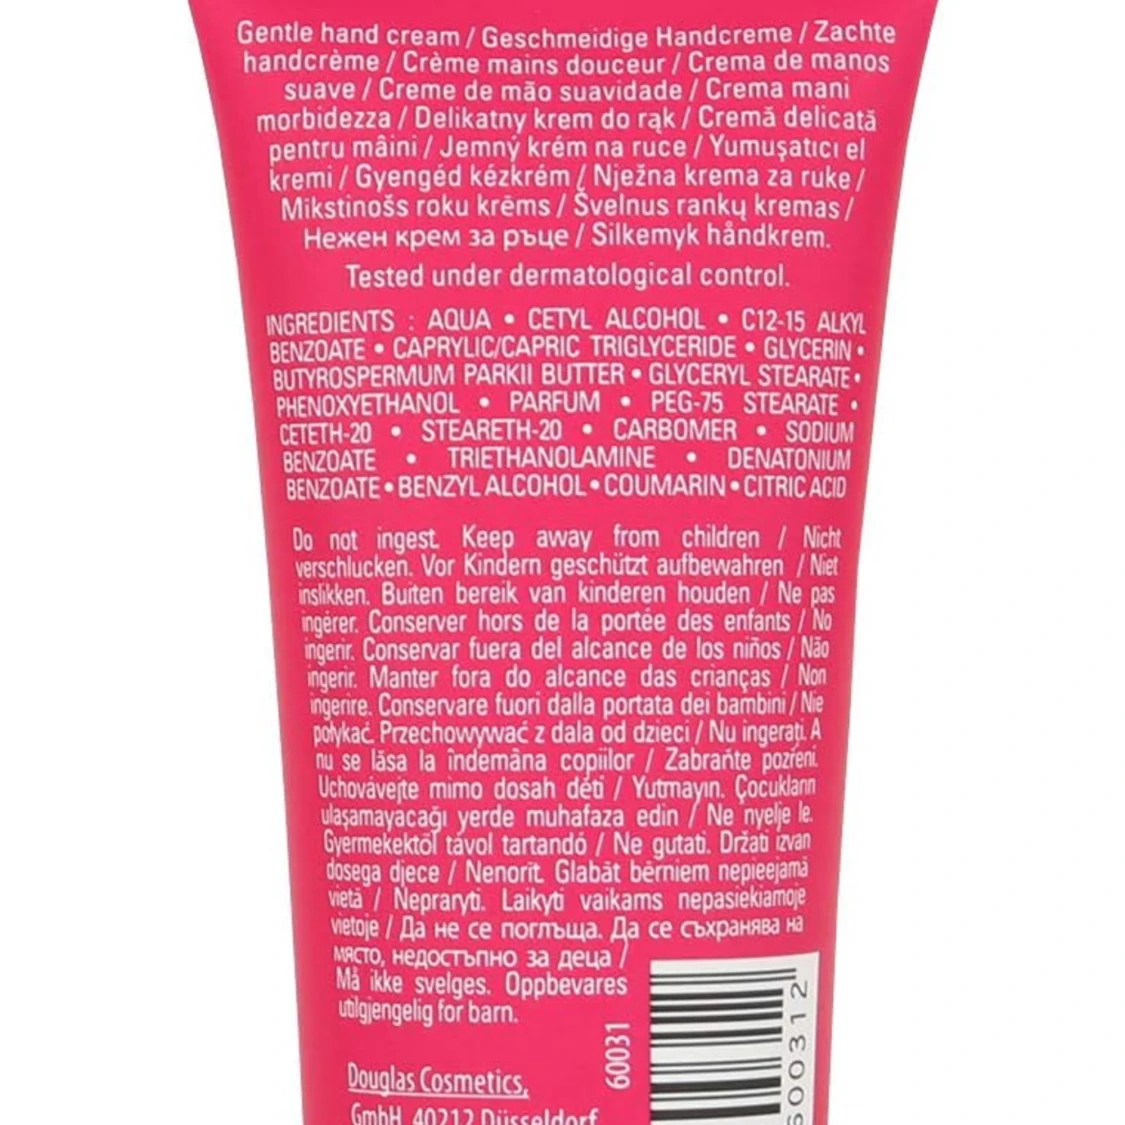 Gentle hand cream / Geschmeidige Handcreme / Zachte
handcrème / Crème mains douceur / Crema de manos
suave / Creme de mão suavidade / Crema mani
morbidezza / Delikatny krem do rąk / Cremă delicată
pentru mâini / Jemný krém na ruce / Yumuşatıcı el
kremi / Gyengéd kézkrém / Nježna krema za ruke /
Mikstinošs roku krēms / Švelnus rankų kremas /
Нежен крем за ръце / Silkemyk håndkrem.
Tested under dermatological control.
INGREDIENTS : AQUA • CETYL ALCOHOL • C12-15 ALKYL
BENZOATE • CAPRYLIC/CAPRIC TRIGLYCERIDE • GLYCERIN •
BUTYROSPERMUM PARKII BUTTER • GLYCERYL STEARATE •
PHENOXYETHANOL • PARFUM • PEG-75 STEARATE •
CETETH-20 • STEARETH-20 • CARBOMER • SODIUM
BENZOATE • TRIETHANOLAMINE • DENATONIUM
BENZOATE • BENZYL ALCOHOL • COUMARIN • CITRIC ACID
Do not ingest. Keep away from children / Nicht
verschlucken. Vor Kindern geschützt aufbewahren / Niet
inslikken. Buiten bereik van kinderen houden / Ne pas
ingérer. Conserver hors de la portée des enfants / No
ingerir. Conservar fuera del alcance de los niños / Não
ingerir. Manter fora do alcance das crianças / Non
ingerire. Conservare fuori dalla portata dei bambini / Nie
połykać. Przechowywać z dala od dzieci / Nu ingeraţi. A
nu se lăsa la îndemâna copiilor / Zabraňte pozření.
Uchovávejte mimo dosah dětí / Yutmayın. Çocukların
ulaşamayacağı yerde muhafaza edin / Ne nyelje le.
Gyermekektől távol tartandó / Ne gutati. Držati izvan
dosega djece / Nenorīt. Glabāt bērniem nepieejamā
vietā / Nepraryti. Laikyti vaikams nepasiekiamoje
vietoje / Да не се поглъща. Да се съхранява на
място, недостъпно за деца /
Må ikke svelges. Oppbevares
utilgjengelig for barn.
Douglas Cosmetics,
GmbH, 40212 Düsseldorf
60031
600312